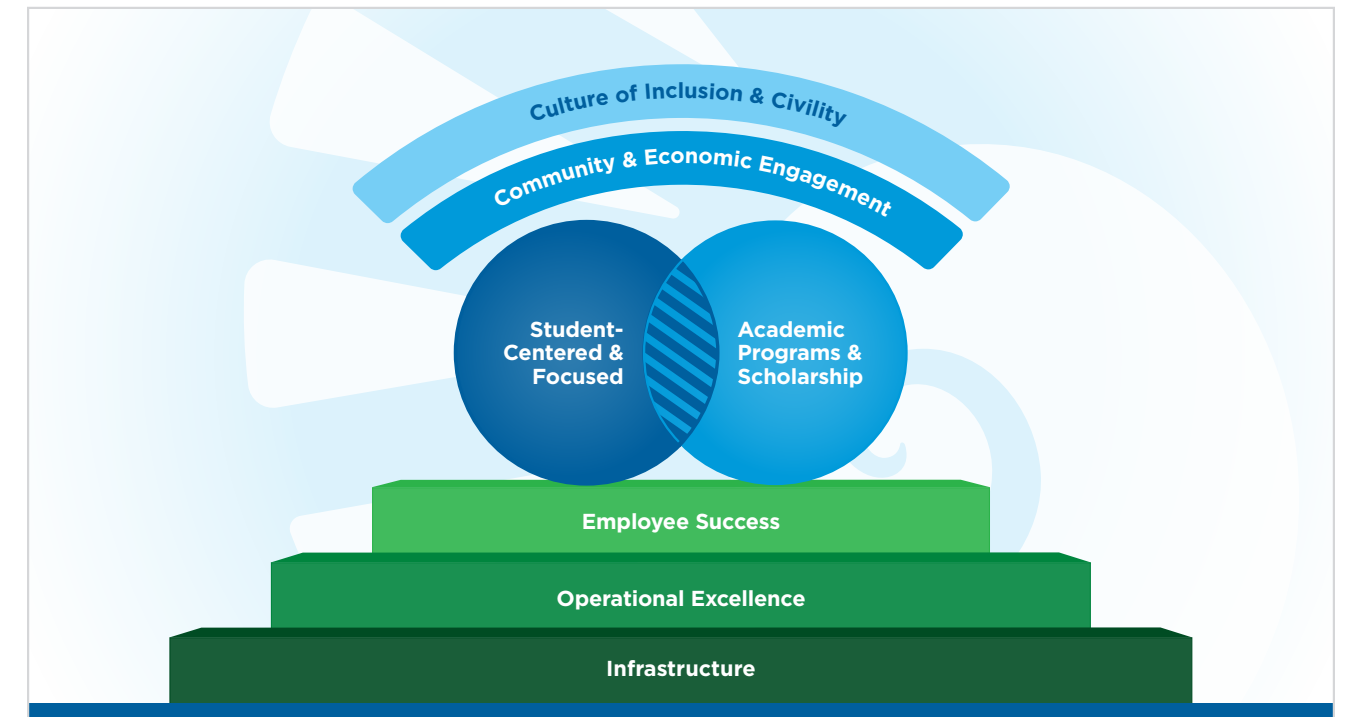 Culture of Inclusion & Civility
Community & Economic Engagement
Student-
Centered &
Focused
Academic
Programs &
Scholarship
Employee Success
Operational Excellence
Infrastructure